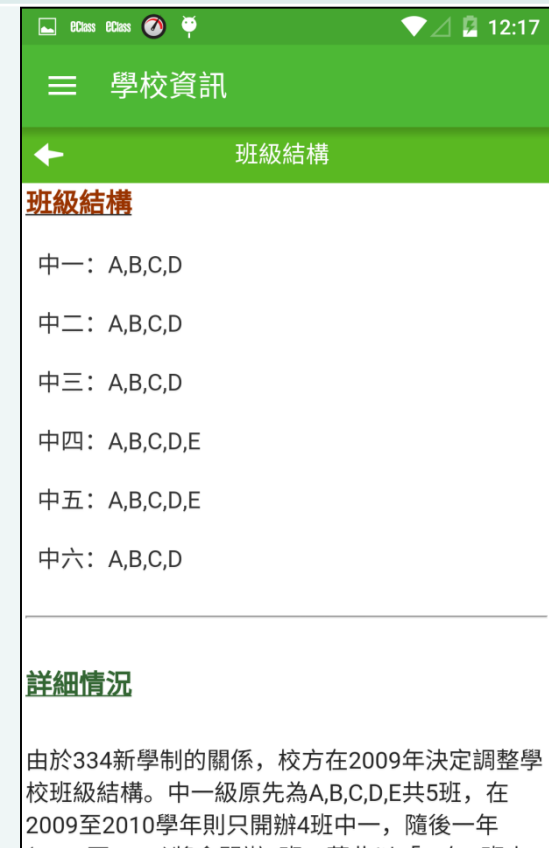 eClass eClass 12:17
學校資訊
班級結構
班級結構
中一：A,B,C,D
中二：A,B,C,D
中三：A,B,C,D
中四：A,B,C,D,E
中五：A,B,C,D,E
中六：A,B,C,D
詳細情況
由於334新學制的關係，校方在2009年決定調整學
校班級結構。中一級原先為A,B,C,D,E共5班，在
2009至2010學年則只開辦4班中一，隨後一年